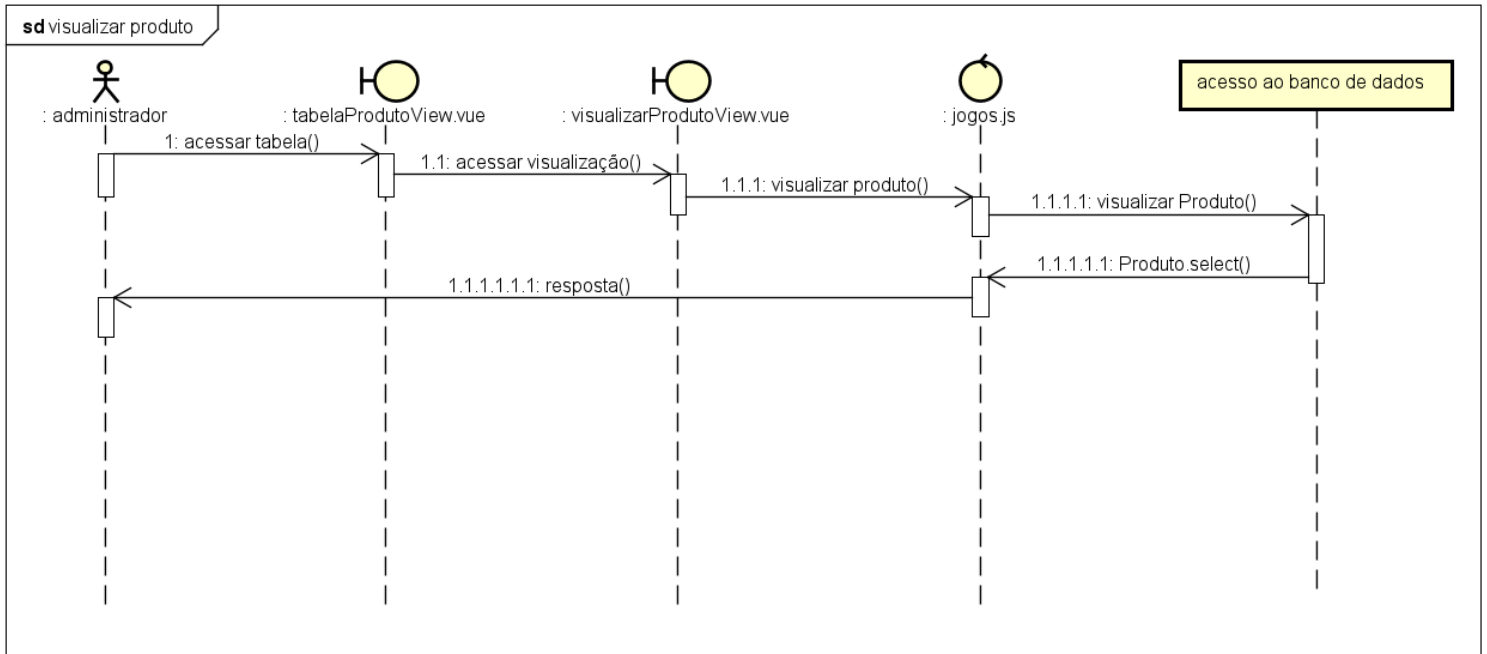 sd visualizar produto
: administrador
: tabelaProdutoView.vue
: visualizarProdutoView.vue
: jogos.js
acesso ao banco de dados
1: acessar tabela()
1.1: acessar visualização()
1.1.1: visualizar produto()
1.1.1.1: visualizar Produto()
1.1.1.1.1: Produto.select()
1.1.1.1.1.1: resposta()